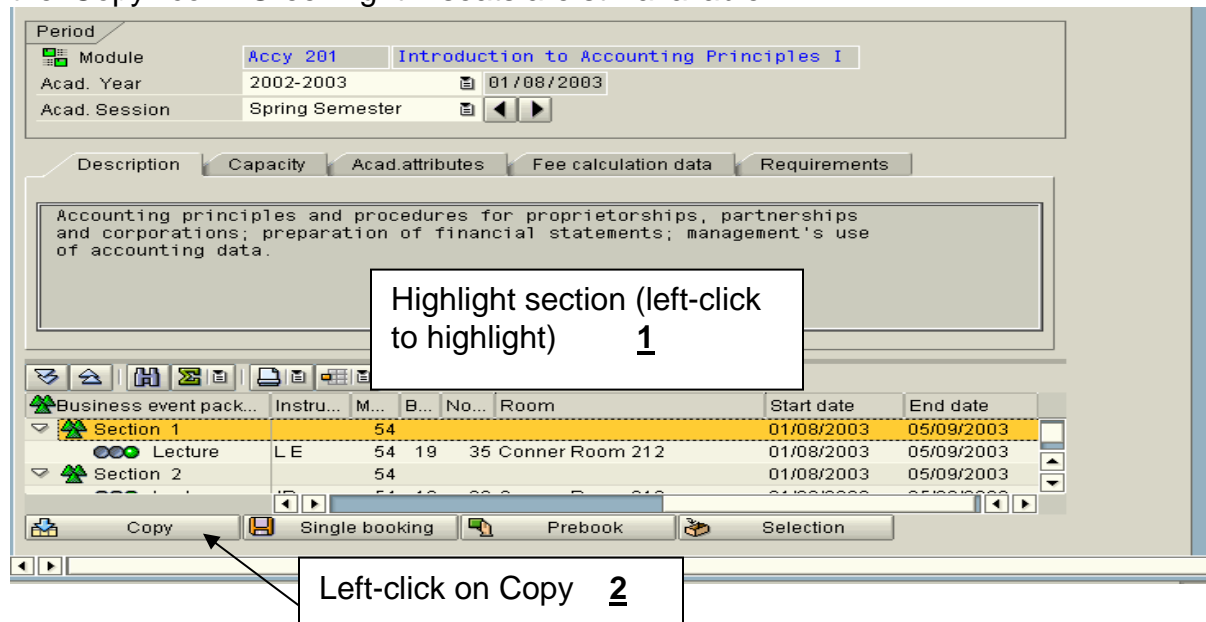 Period
Module Accy 201 Introduction to Accounting Principles I
Acad. Year 2002-2003 01/08/2003
Acad. Session Spring Semester
Description Capacity Acad.attributes Fee calculation data Requirements
Accounting principles and procedures for proprietorships, partnerships
and corporations; preparation of financial statements; management's use
of accounting data.
Highlight section (left-click
to highlight) 1
Business event pack... Instru... M... B... No... Room Start date End date
Section 1 54 01/08/2003 05/09/2003
Lecture L E 54 19 35 Conner Room 212 01/08/2003 05/09/2003
Section 2 54 01/08/2003 05/09/2003
Copy Single booking Prebook Selection
Left-click on Copy 2